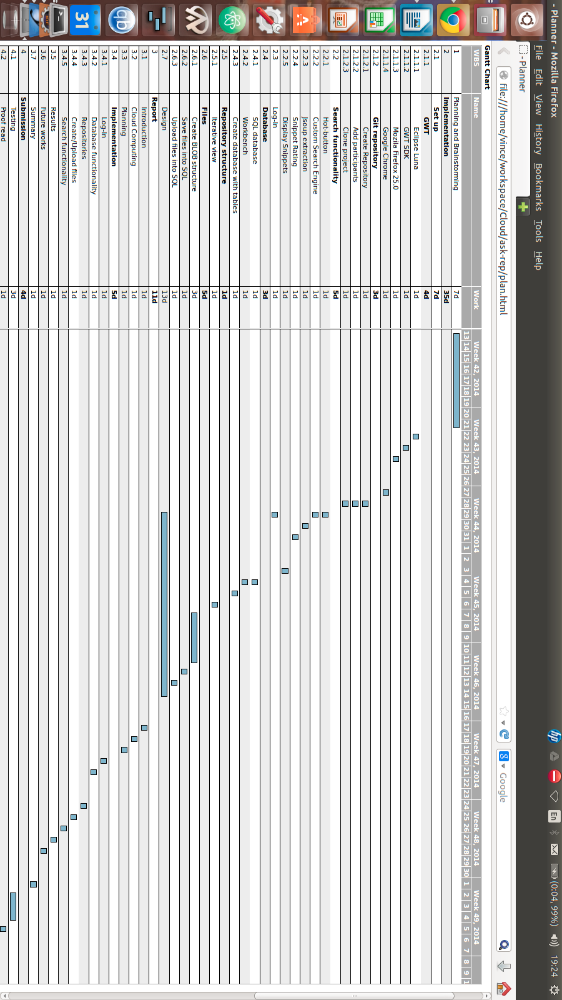 - Planner - Mozilla Firefox
(0:04, 99%) 19:24
En
File Edit View History Bookmarks Tools Help
- Planner
file:///home/vince/workspace/Cloud/ask-rep/plan.html
Google
31
Gantt Chart
WBS Name Work Week 42, 2014 Week 43, 2014 Week 44, 2014 Week 45, 2014 Week 46, 2014 Week 47, 2014 Week 48, 2014 Week 49, 2014
13 14 15 16 17 18 19 20 21 22 23 24 25 26 27 28 29 30 31 1 2 3 4 5 6 7 8 9 10 11 12 13 14 15 16 17 18 19 20 21 22 23 24 25 26 27 28 29 30 1 2 3 4 5 6 7 8 9 1
1 Planning and Brainstorming 7d
2 Implementation 35d
2.1 Set up 7d
2.1.1 GWT 4d
2.1.1.1 Eclipse Luna 1d
2.1.1.2 GWT SDK 1d
2.1.1.3 Mozila Firefox 25.0 1d
2.1.1.4 Google Chrome 1d
2.1.2 Git repository 3d
2.1.2.1 Create Repository 1d
2.1.2.2 Add participants 1d
2.1.2.3 Clone project 1d
2.2 Search functionality 5d
2.2.1 Hot-button 1d
2.2.2 Custom Search Engine 1d
2.2.3 Jsoup extraction 1d
2.2.4 Snippet Rating 1d
2.2.5 Display Snippets 1d
2.3 Log-In 1d
2.4 Database 3d
2.4.1 SQL database 1d
2.4.2 Workbench 1d
2.4.3 Create database with tables 1d
2.5 Repository structure 1d
2.5.1 Iterative view 1d
2.6 Files 5d
2.6.1 Create BLOB structure 3d
2.6.2 Save files into SQL 1d
2.6.3 Upload files into SQL 1d
2.7 Design 13d
3 Report 11d
3.1 Introduction 1d
3.2 Cloud Computing 1d
3.3 Planning 1d
3.4 Implementation 5d
3.4.1 Log-In 1d
3.4.2 Database functionality 1d
3.4.3 Repositories 1d
3.4.4 Create/Upload files 1d
3.4.5 Search functionality 1d
3.5 Results 1d
3.6 Future works 1d
3.7 Summary 1d
4 Submission 4d
4.1 Testing 3d
4.2 Proof read 1d